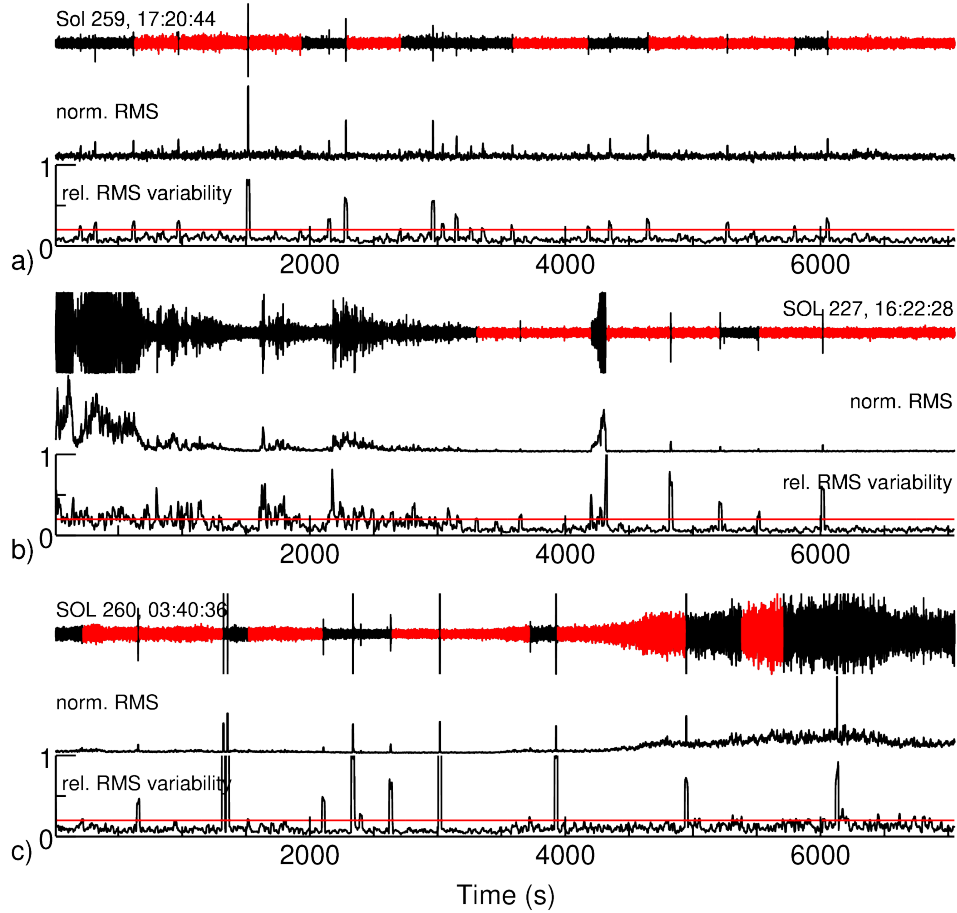 Sol 259, 17:20:44
norm. RMS
1
rel. RMS variability
0
a)
2000 4000 6000
SOL 227, 16:22:28
norm. RMS
1
rel. RMS variability
0
b)
2000 4000 6000
SOL 260, 03:40:36
norm. RMS
1
rel. RMS variability
0
c)
2000 4000 6000
Time (s)